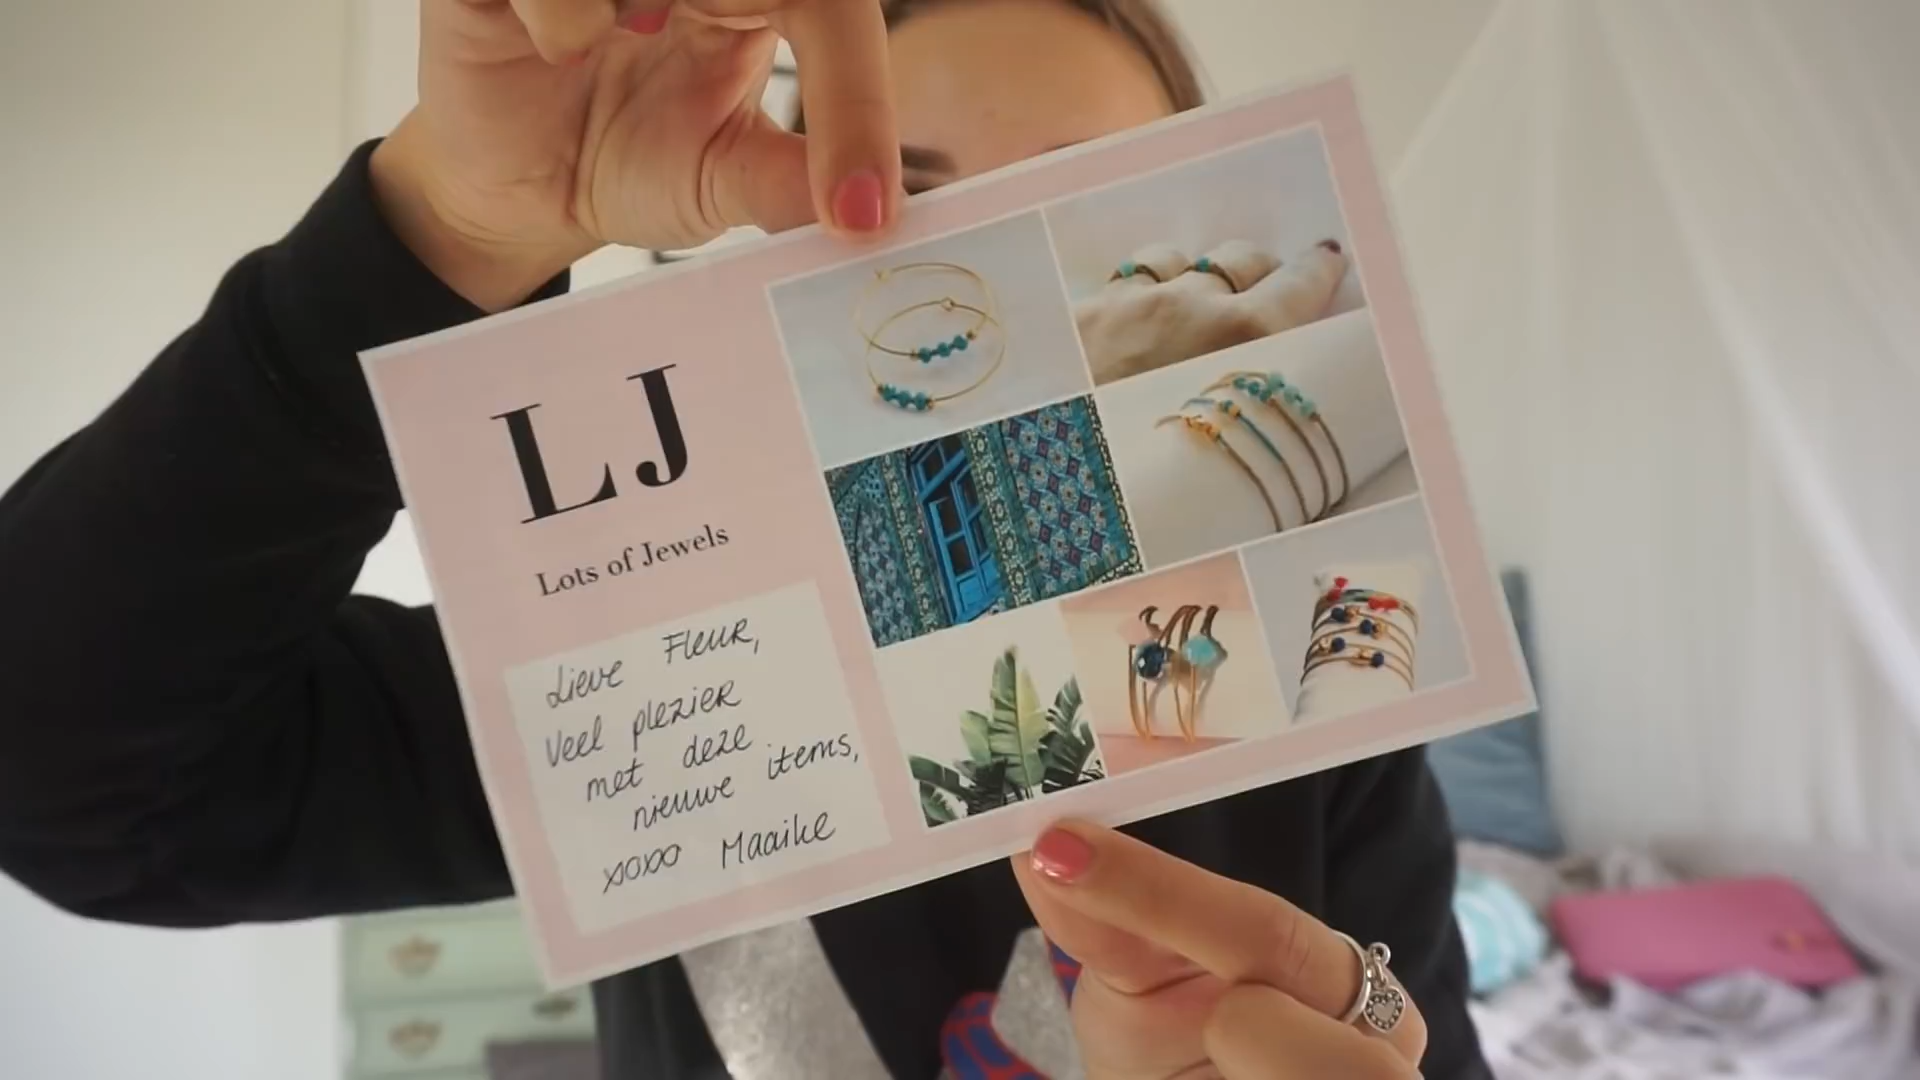 LJ
Lots of Jewels
Lieve Fleur,
Veel plezier
met deze
nieuwe items,
xoxo Maaike